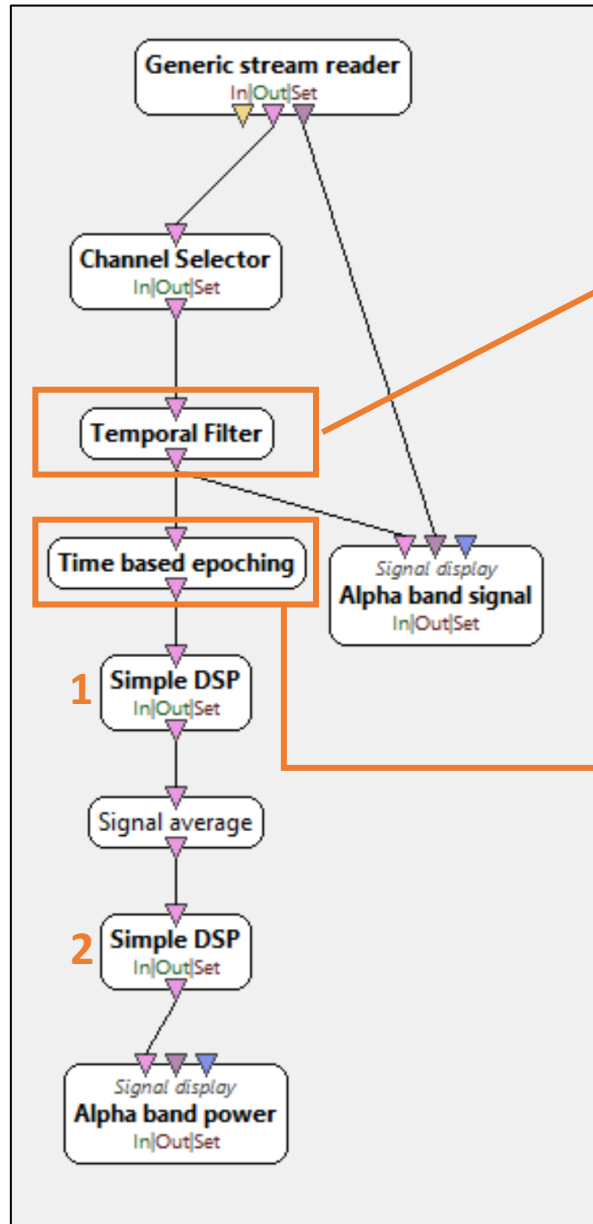 Generic stream reader
In|Out|Set
Channel Selector
In|Out|Set
Temporal Filter
Time based epoching
Signal display
Alpha band signal
In|Out|Set
1
Simple DSP
In|Out|Set
Signal average
2
Simple DSP
In|Out|Set
Signal display
Alpha band power
In|Out|Set